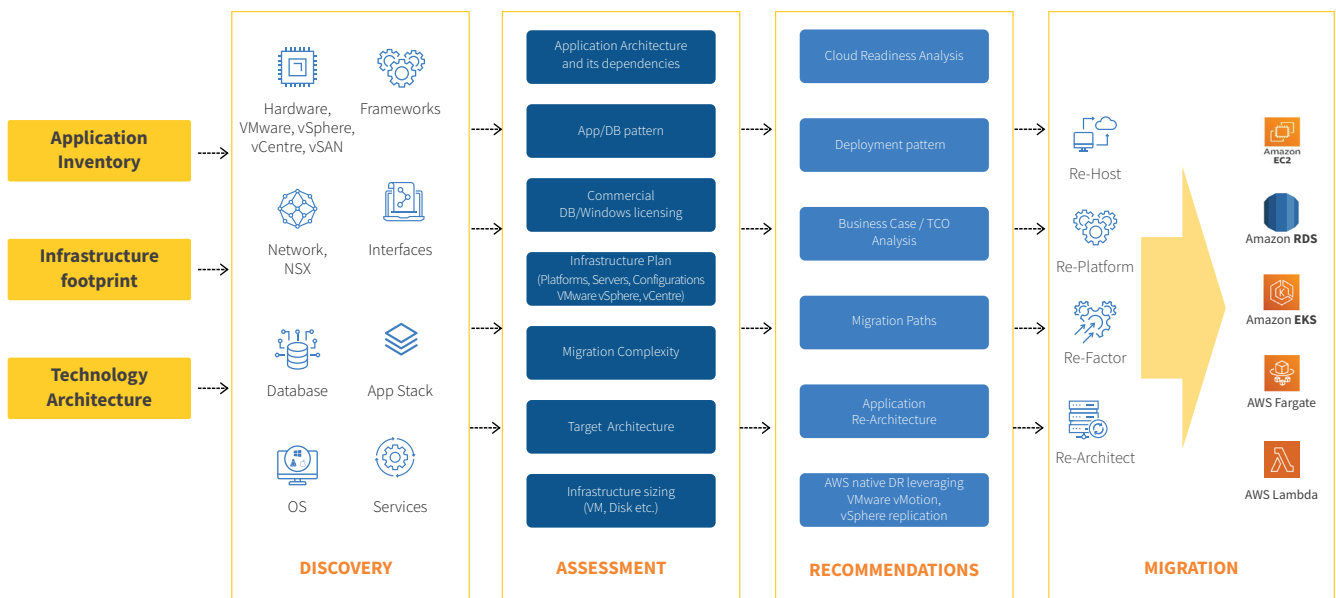 Application
Inventory
Infrastructure
footprint
Technology
Architecture
Hardware,
VMware, vSphere,
vCentre, vSAN
Frameworks
Network,
NSX
Interfaces
Database
App Stack
OS
Services
DISCOVERY
Application Architecture
and its dependencies
App/DB pattern
Commercial
DB/Windows licensing
Infrastructure Plan
(Platforms, Servers, Configurations
VMware vSphere, vCentre)
Migration Complexity
Target Architecture
Infrastructure sizing
(VM, Disk etc.)
ASSESSMENT
Cloud Readiness Analysis
Deployment pattern
Business Case / TCO
Analysis
Migration Paths
Application
Re-Architecture
AWS native DR leveraging
VMware vMotion,
vSphere replication
RECOMMENDATIONS
Re-Host
Re-Platform
Re-Factor
Re-Architect
Amazon
EC2
Amazon RDS
Amazon EKS
AWS Fargate
AWS Lambda
MIGRATION